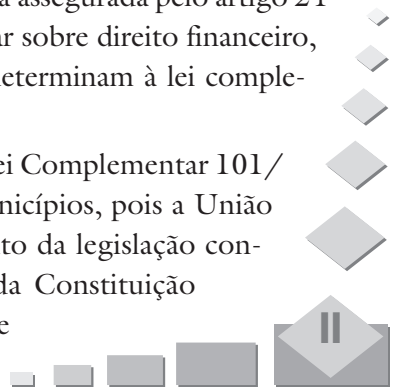 assegurada pelo artigo 24
ar sobre direito financeiro,
determinam à lei comple-
ei Complementar 101/
nicípios, pois a União
to da legislação con-
da Constituição
e
II